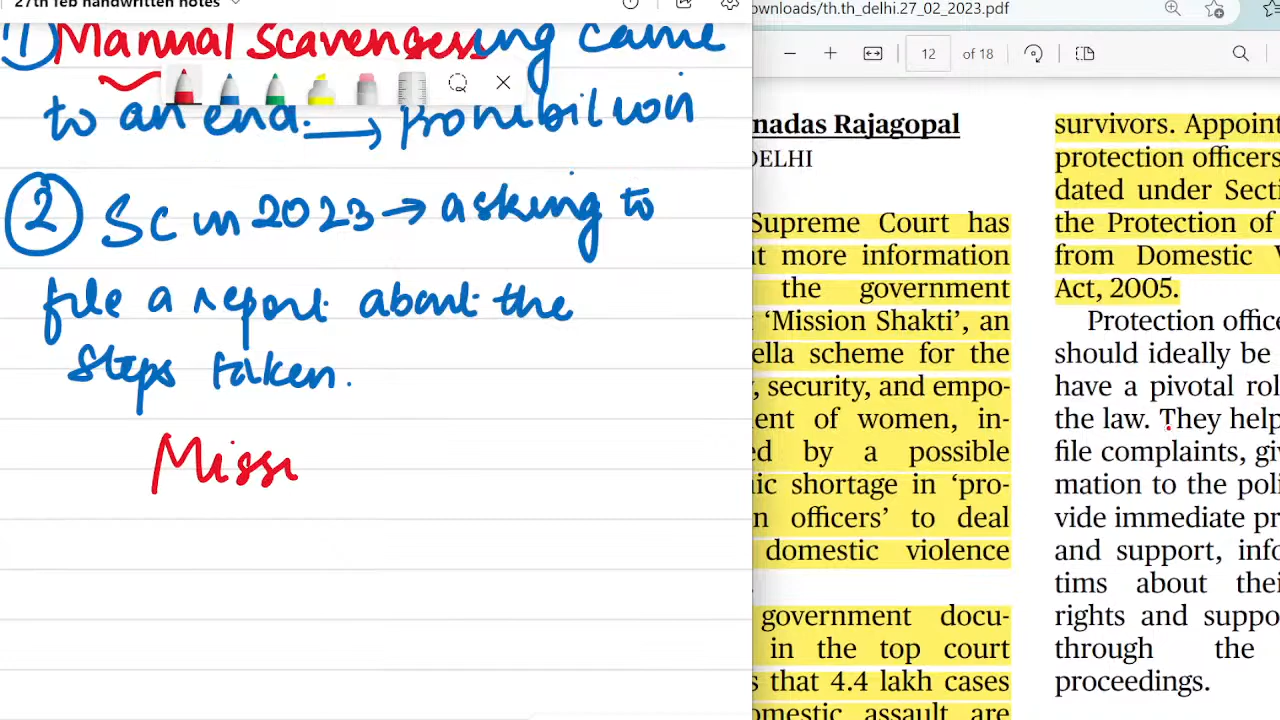 27th feb handwritten notes
1) Manual Scavengesing came
to an end. → prohibition
2 SC in 2023 → asking to
file a report about the
steps taken.
Missi
ownloads/th.th_delhi.27_02_2023.pdf
12 of 18
nadas Rajagopal
DELHI
Supreme Court has
t more information
the government
‘Mission Shakti’, an
ella scheme for the
, security, and empo-
ent of women, in-
ed by a possible
ic shortage in ‘pro-
n officers’ to deal
domestic violence
government docu-
in the top court
s that 4.4 lakh cases
omestic assault are
survivors. Appoint
protection officers
dated under Secti
the Protection of
from Domestic V
Act, 2005.
Protection office
should ideally be
have a pivotal rol
the law. They help
file complaints, giv
mation to the poli
vide immediate pr
and support, info
tims about thei
rights and suppo
through the
proceedings.